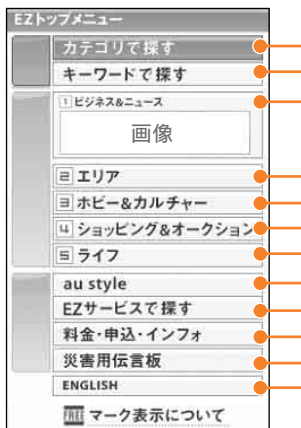 EZトップメニュー
カテゴリで探す
キーワードで探す
1 ビジネス&ニュース
画像
2 エリア
3 ホビー&カルチャー
4 ショッピング&オークション
5 ライフ
au style
EZサービスで探す
料金・申込・インフォ
災害用伝言板
ENGLISH
FREE マーク表示について